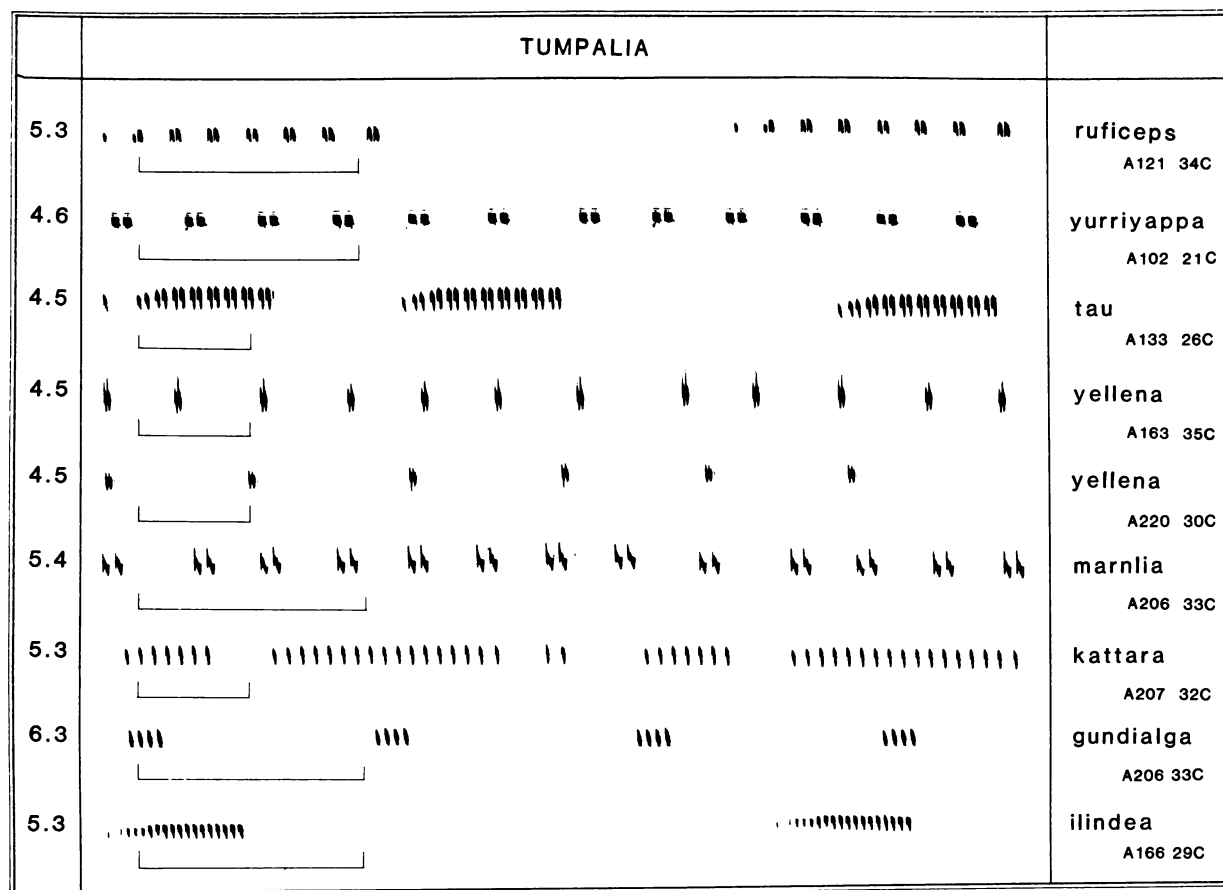 TUMPALIA
5.3 ruficeps
A121 34C
4.6 yurriyappa
A102 21C
4.5 tau
A133 26C
4.5 yellena
A163 35C
4.5 yellena
A220 30C
5.4 marnlia
A206 33C
5.3 kattara
A207 32C
6.3 gundialga
A206 33C
5.3 ilindea
A166 29C